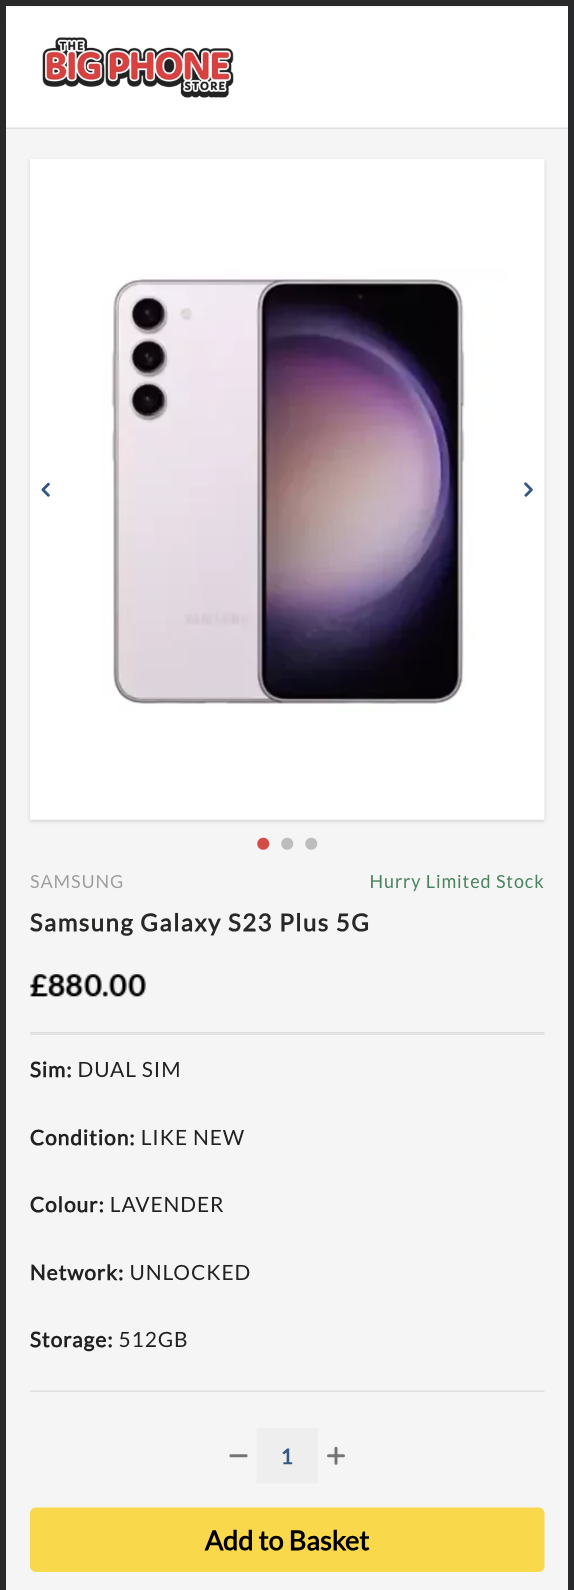 THE
BIG PHONE
STORE
SAMSUNG
SAMSUNG
Hurry Limited Stock
Samsung Galaxy S23 Plus 5G
£880.00
Sim: DUAL SIM
Condition: LIKE NEW
Colour: LAVENDER
Network: UNLOCKED
Storage: 512GB
1
Add to Basket